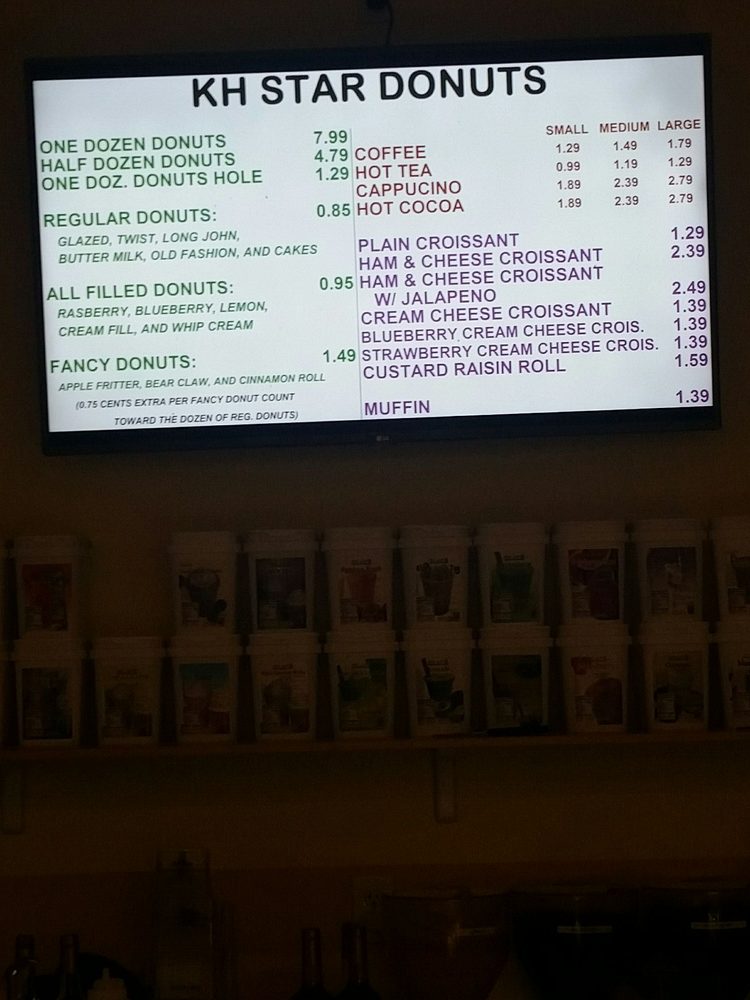 KH STAR DONUTS
ONE DOZEN DONUTS 7.99
HALF DOZEN DONUTS 4.79
ONE DOZ. DONUTS HOLE 1.29
REGULAR DONUTS: 0.85
GLAZED, TWIST, LONG JOHN,
BUTTER MILK, OLD FASHION, AND CAKES
ALL FILLED DONUTS: 0.95
RASBERRY, BLUEBERRY, LEMON,
CREAM FILL, AND WHIP CREAM
FANCY DONUTS: 1.49
APPLE FRITTER, BEAR CLAW, AND CINNAMON ROLL
(0.75 CENTS EXTRA PER FANCY DONUT COUNT
TOWARD THE DOZEN OF REG. DONUTS)
SMALL MEDIUM LARGE
COFFEE 1.29 1.49 1.79
HOT TEA 0.99 1.19 1.29
CAPPUCINO 1.89 2.39 2.79
HOT COCOA 1.89 2.39 2.79
PLAIN CROISSANT 1.29
HAM & CHEESE CROISSANT 2.39
HAM & CHEESE CROISSANT
W/ JALAPENO 2.49
CREAM CHEESE CROISSANT 1.39
BLUEBERRY CREAM CHEESE CROIS. 1.39
STRAWBERRY CREAM CHEESE CROIS. 1.39
CUSTARD RAISIN ROLL 1.59
MUFFIN 1.39
LG